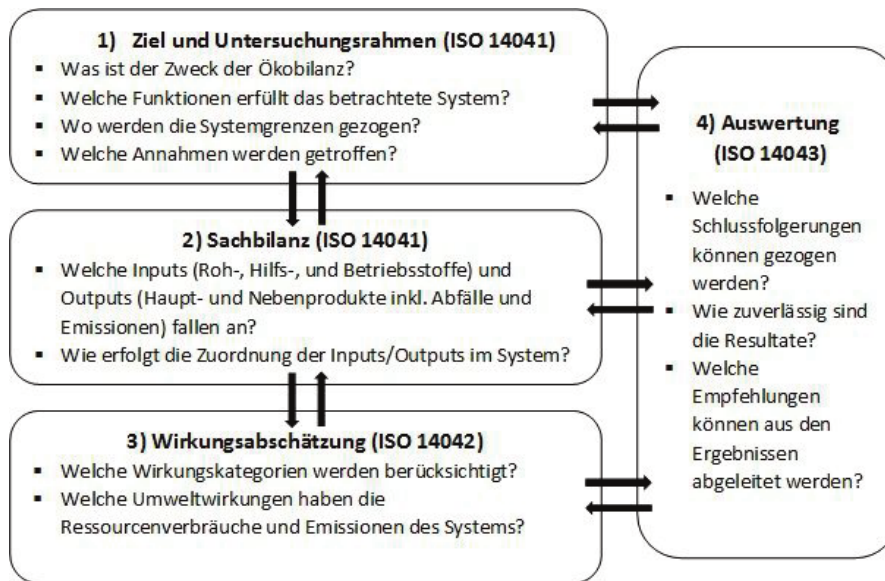 1) Ziel und Untersuchungsrahmen (ISO 14041)
▪ Was ist der Zweck der Ökobilanz?
▪ Welche Funktionen erfüllt das betrachtete System?
▪ Wo werden die Systemgrenzen gezogen?
▪ Welche Annahmen werden getroffen?
2) Sachbilanz (ISO 14041)
▪ Welche Inputs (Roh-, Hilfs-, und Betriebsstoffe) und
Outputs (Haupt- und Nebenprodukte inkl. Abfälle und
Emissionen) fallen an?
▪ Wie erfolgt die Zuordnung der Inputs/Outputs im System?
3) Wirkungsabschätzung (ISO 14042)
▪ Welche Wirkungskategorien werden berücksichtigt?
▪ Welche Umweltwirkungen haben die
Ressourcenverbräuche und Emissionen des Systems?
4) Auswertung
(ISO 14043)
▪ Welche
Schlussfolgerungen
können gezogen
werden?
▪ Wie zuverlässig sind
die Resultate?
▪ Welche
Empfehlungen
können aus den
Ergebnissen
abgeleitet werden?